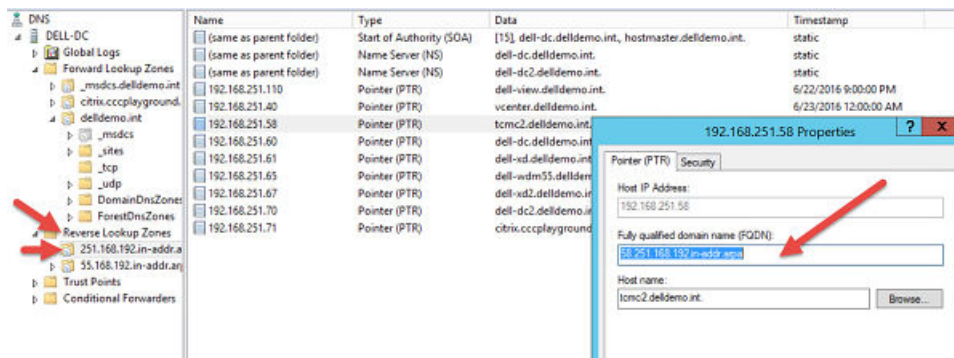 DNS
DELL-DC
Global Logs
Forward Lookup Zones
_msdcs.delldemo.int
citrix.cccplayground.
delldemo.int
_msdcs
_sites
_tcp
_udp
DomainDnsZones
ForestDnsZones
Reverse Lookup Zones
251.168.192.in-addr.a
55.168.192.in-addr.arp
Trust Points
Conditional Forwarders
Name Type Data Timestamp
(same as parent folder) Start of Authority (SOA) [15], dell-dc.delldemo.int., hostmaster.delldemo.int. static
(same as parent folder) Name Server (NS) dell-dc.delldemo.int. static
(same as parent folder) Name Server (NS) dell-dc2.delldemo.int. static
192.168.251.110 Pointer (PTR) dell-view.delldemo.int. 6/22/2016 9:00:00 PM
192.168.251.40 Pointer (PTR) vcenter.delldemo.int. 6/23/2016 12:00:00 AM
192.168.251.58 Pointer (PTR) tcmc2.delldemo.int.
192.168.251.60 Pointer (PTR) dell-dc.delldemo.int
192.168.251.61 Pointer (PTR) dell-xd.delldemo.int
192.168.251.65 Pointer (PTR) dell-wdm55.delldem
192.168.251.67 Pointer (PTR) dell-xd2.delldemo.in
192.168.251.70 Pointer (PTR) dell-dc2.delldemo.in
192.168.251.71 Pointer (PTR) citrix.cccplayground
192.168.251.58 Properties ? X
Pointer (PTR) Security
Host IP Address:
192.168.251.58
Fully qualified domain name (FQDN):
58.251.168.192.in-addr.arpa
Host name:
tcmc2.delldemo.int. Browse...